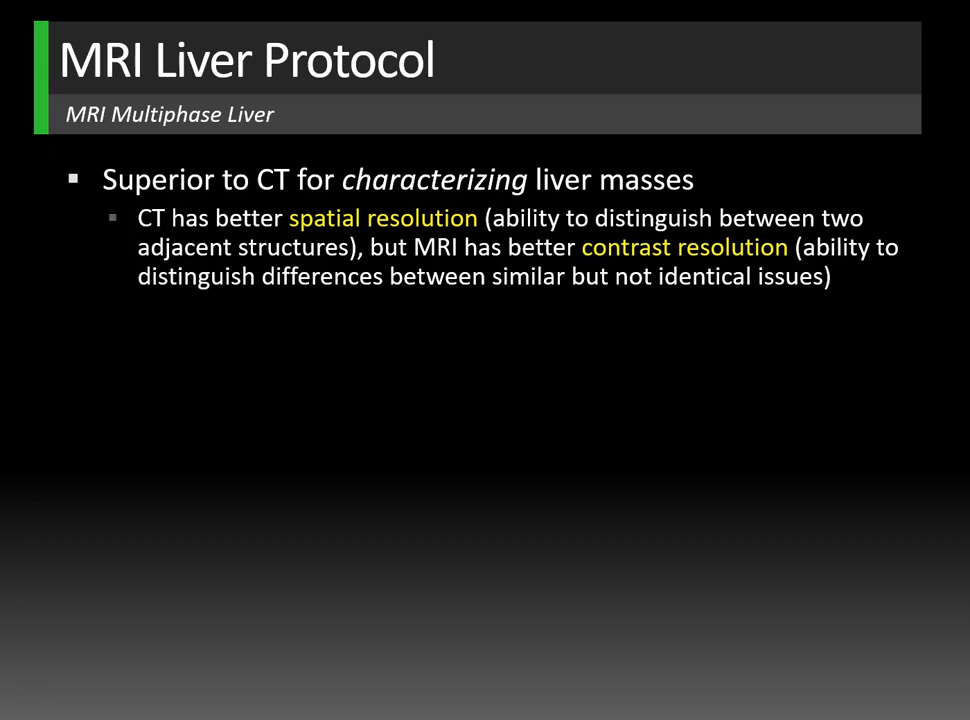 MRI Liver Protocol
MRI Multiphase Liver
▪ Superior to CT for characterizing liver masses
▪ CT has better spatial resolution (ability to distinguish between two
adjacent structures), but MRI has better contrast resolution (ability to
distinguish differences between similar but not identical issues)